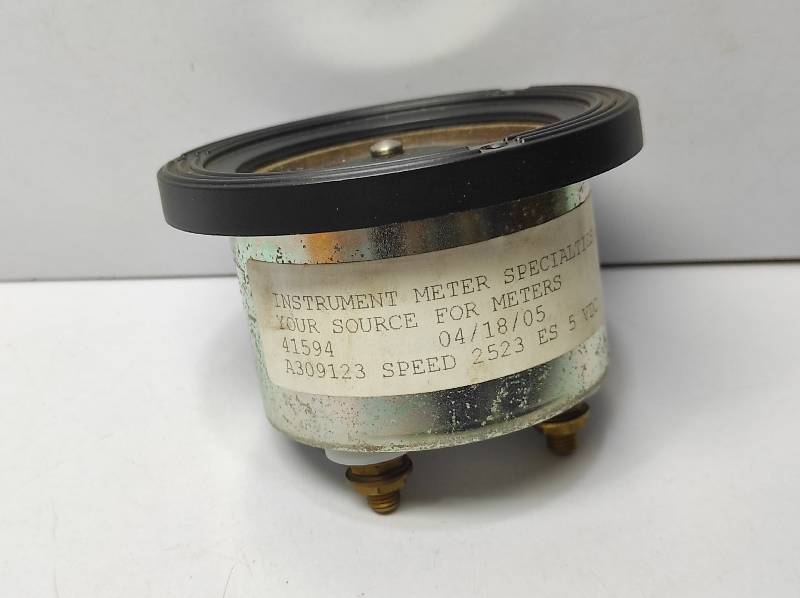 INSTRUMENT METER SPECIALTIES
YOUR SOURCE FOR METERS
41594 04/18/05
A309123 SPEED 2523 ES 5 VDC